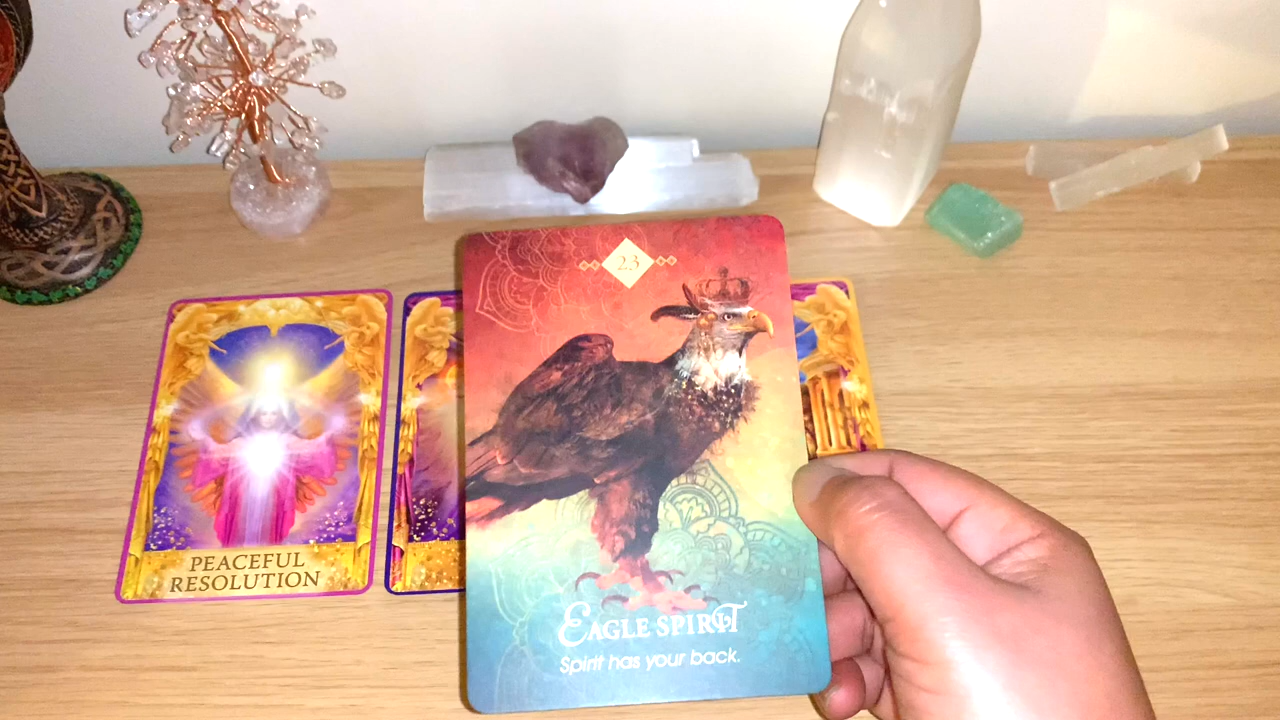 23
EAGLE SPIRIT
Spirit has your back.
PEACEFUL
RESOLUTION